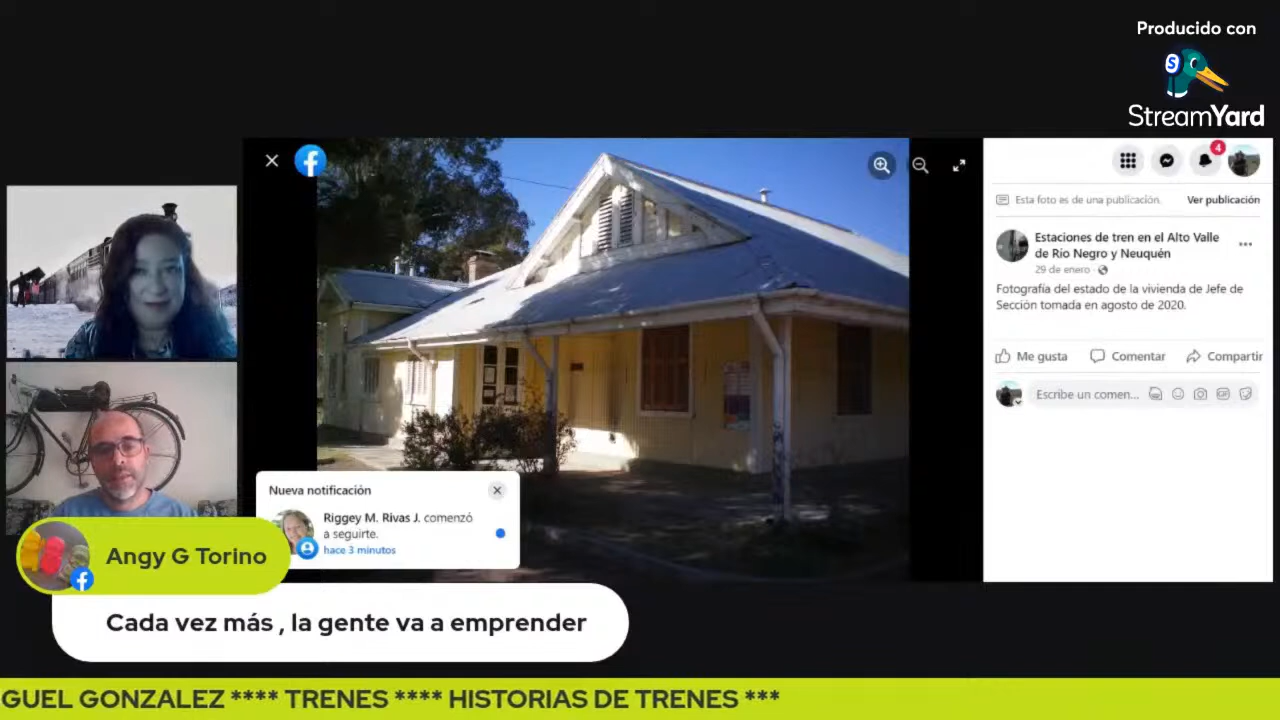 Producido con
StreamYard
4
Esta foto es de una publicación.
Ver publicación
Estaciones de tren en el Alto Valle
de Río Negro y Neuquén
29 de enero
Fotografía del estado de la vivienda de Jefe de
Sección tomada en agosto de 2020.
Me gusta
Comentar
Compartir
Escribe un comen...
Nueva notificación
Riggey M. Rivas J. comenzó
a seguirte.
hace 3 minutos
Angy G Torino
Cada vez más , la gente va a emprender
GUEL GONZALEZ **** TRENES **** HISTORIAS DE TRENES ***